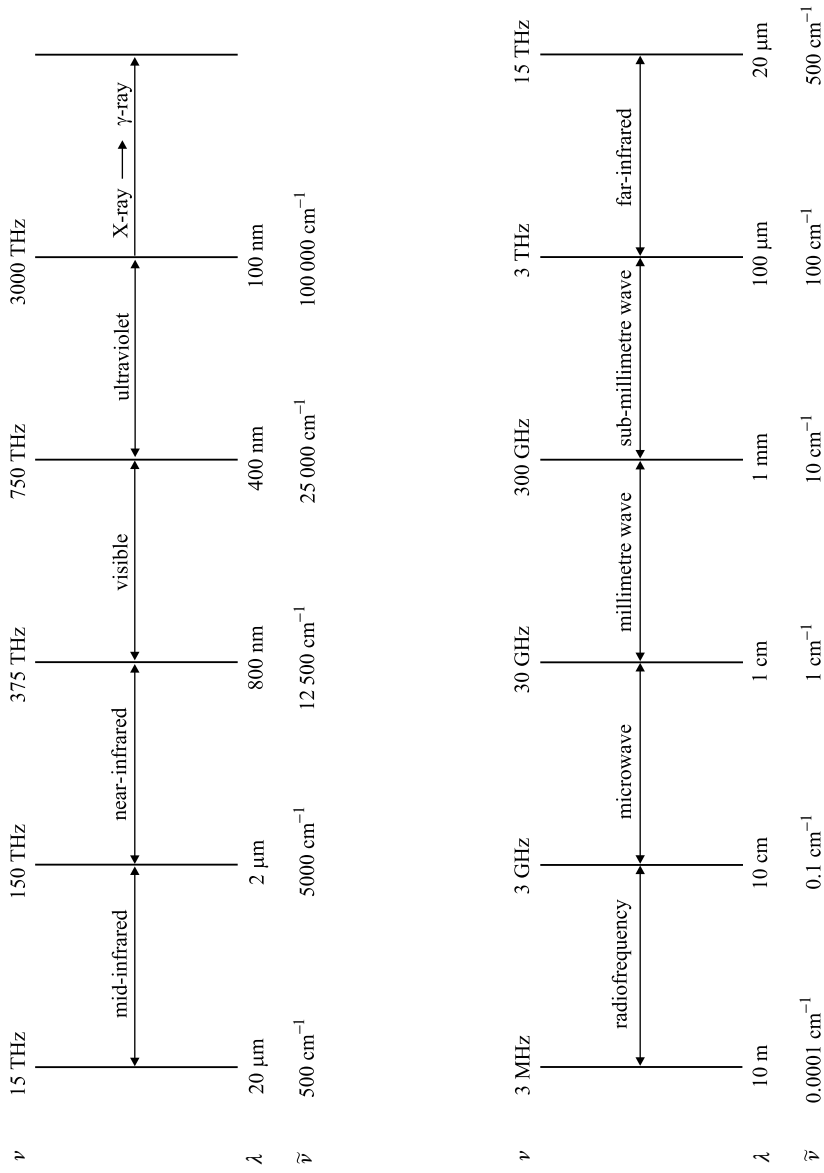 ν 15 THz 150 THz 375 THz 750 THz 3000 THz
mid-infrared near-infrared visible ultraviolet X-ray ⟶ γ-ray
λ 20 μm 2 μm 800 nm 400 nm 100 nm
ν̃ 500 cm⁻¹ 5000 cm⁻¹ 12 500 cm⁻¹ 25 000 cm⁻¹ 100 000 cm⁻¹
ν 3 MHz 3 GHz 30 GHz 300 GHz 3 THz 15 THz
radiofrequency microwave millimetre wave sub-millimetre wave far-infrared
λ 10 m 10 cm 1 cm 1 mm 100 μm 20 μm
ν̃ 0.0001 cm⁻¹ 0.1 cm⁻¹ 1 cm⁻¹ 10 cm⁻¹ 100 cm⁻¹ 500 cm⁻¹